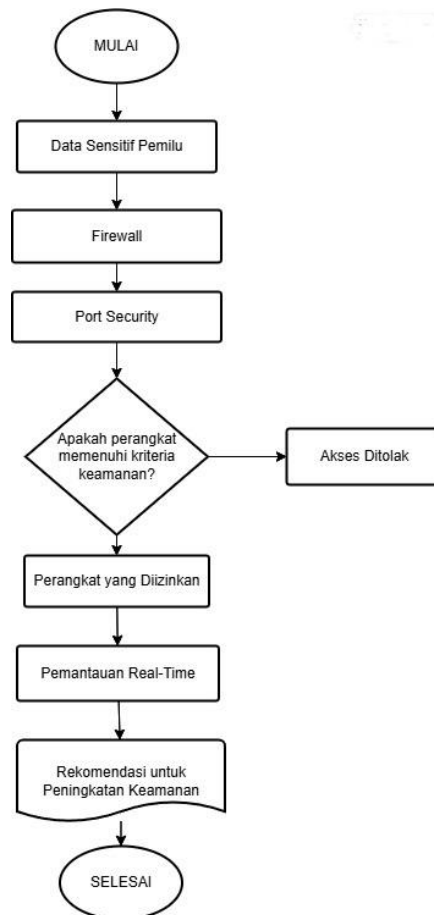 MULAI
Data Sensitif Pemilu
Firewall
Port Security
Apakah perangkat
memenuhi kriteria
keamanan?
Akses Ditolak
Perangkat yang Diizinkan
Pemantauan Real-Time
Rekomendasi untuk
Peningkatan Keamanan
SELESAI